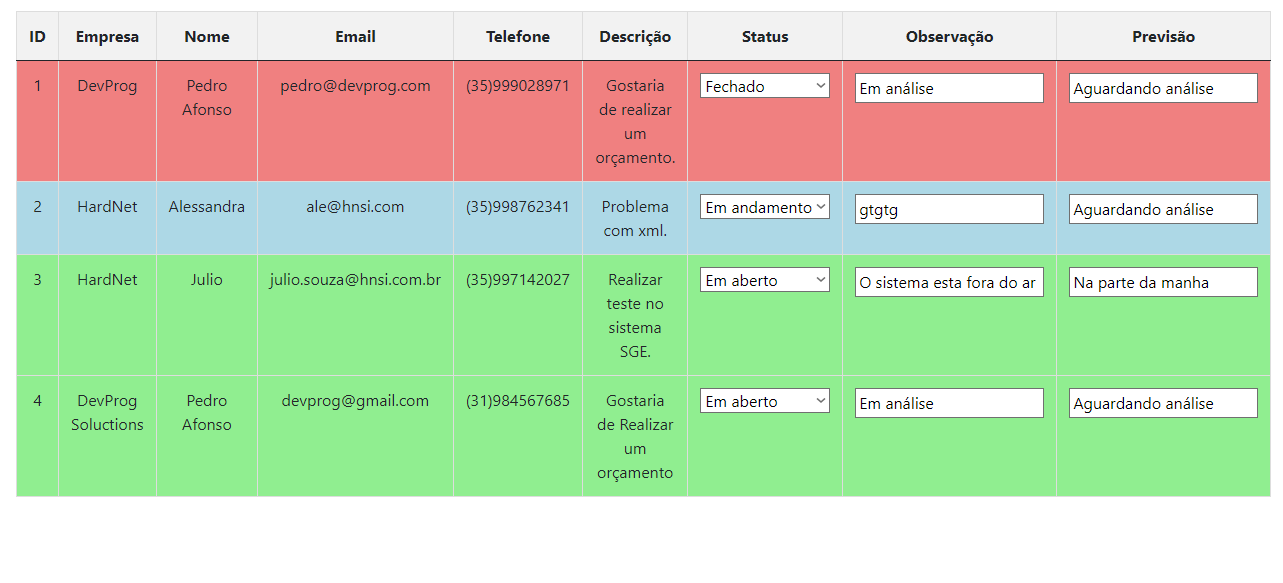 ID Empresa Nome Email Telefone Descrição Status Observação Previsão
1 DevProg Pedro Afonso pedro@devprog.com (35)999028971 Gostaria de realizar um orçamento. Fechado Em análise Aguardando análise
2 HardNet Alessandra ale@hnsi.com (35)998762341 Problema com xml. Em andamento gtgtg Aguardando análise
3 HardNet Julio julio.souza@hnsi.com.br (35)997142027 Realizar teste no sistema SGE. Em aberto O sistema esta fora do ar Na parte da manha
4 DevProg Soluctions Pedro Afonso devprog@gmail.com (31)984567685 Gostaria de Realizar um orçamento Em aberto Em análise Aguardando análise